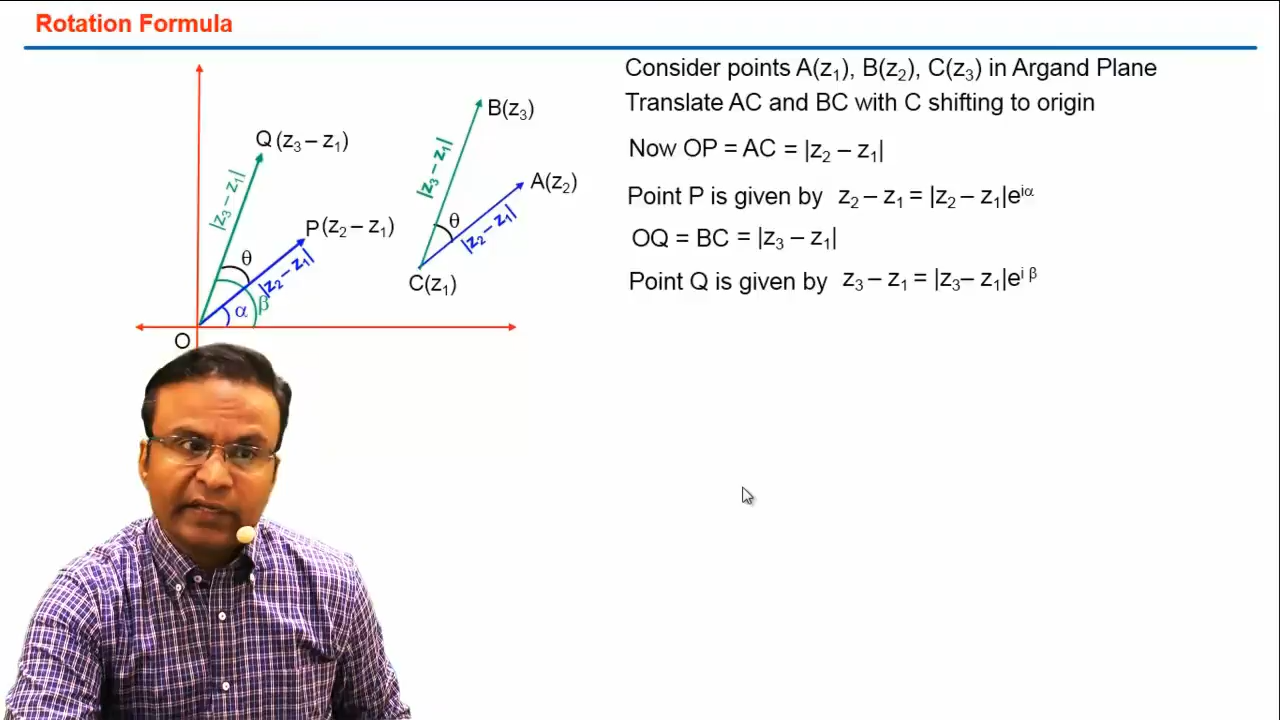 Rotation Formula
Consider points A(z₁), B(z₂), C(z₃) in Argand Plane
Translate AC and BC with C shifting to origin
Now OP = AC = |z₂ – z₁|
Point P is given by z₂ – z₁ = |z₂ – z₁|e^{iα}
OQ = BC = |z₃ – z₁|
Point Q is given by z₃ – z₁ = |z₃– z₁|e^{i β}
Q (z₃ – z₁)
|z₃ – z₁|
P(z₂ – z₁)
θ
|z₂ – z₁|
α
β
O
B(z₃)
|z₃ – z₁|
A(z₂)
θ
|z₂ – z₁|
C(z₁)